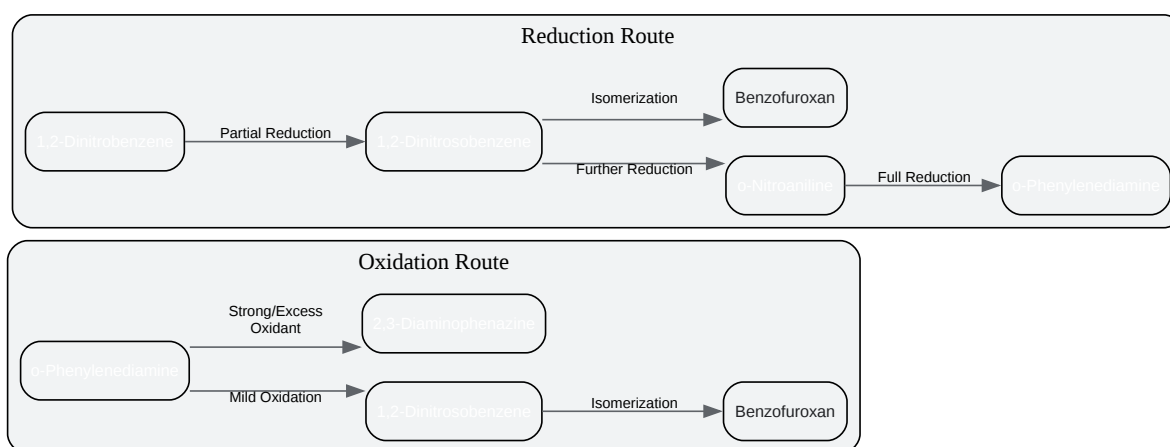 Reduction Route
1,2-Dinitrobenzene
Partial Reduction
1,2-Dinitrosobenzene
Isomerization
Benzofuroxan
Further Reduction
o-Nitroaniline
Full Reduction
o-Phenylenediamine
Oxidation Route
o-Phenylenediamine
Strong/Excess
Oxidant
2,3-Diaminophenazine
Mild Oxidation
1,2-Dinitrosobenzene
Isomerization
Benzofuroxan